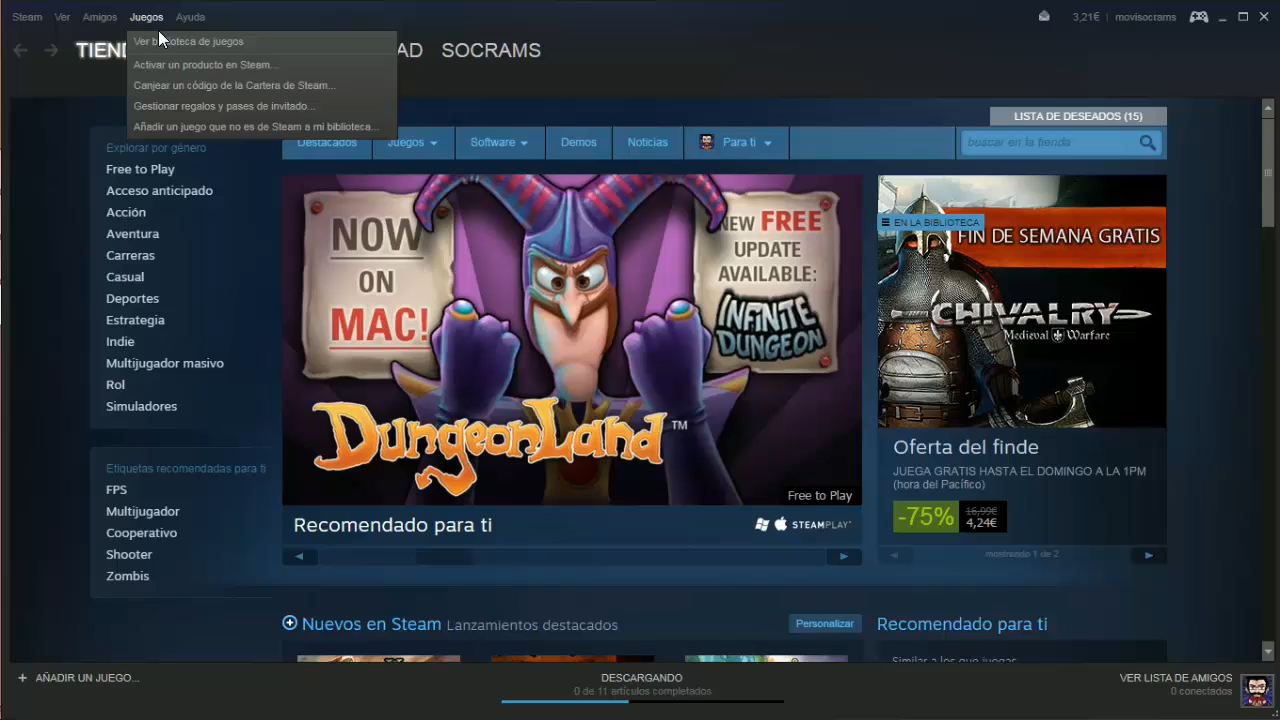 Steam Ver Amigos Juegos Ayuda
3,21€ movisocrams
Ver biblioteca de juegos
Activar un producto en Steam...
Canjear un código de la Cartera de Steam...
Gestionar regalos y pases de invitado...
Añadir un juego que no es de Steam a mi biblioteca...
TIEND
AD SOCRAMS
LISTA DE DESEADOS (15)
Destacados Juegos Software Demos Noticias Para ti
buscar en la tienda
Explorar por género
Free to Play
Acceso anticipado
Acción
Aventura
Carreras
Casual
Deportes
Estrategia
Indie
Multijugador masivo
Rol
Simuladores
Etiquetas recomendadas para ti
FPS
Multijugador
Cooperativo
Shooter
Zombis
NOW
ON
MAC!
NEW FREE
UPDATE
AVAILABLE:
INFINITE
DUNGEON
DUNGEONLAND™
Free to Play
Recomendado para ti
STEAMPLAY
EN LA BIBLIOTECA
FIN DE SEMANA GRATIS
CHIVALRY
Medieval Warfare
Oferta del finde
JUEGA GRATIS HASTA EL DOMINGO A LA 1PM
(hora del Pacífico)
-75%
16,99€
4,24€
mostrando 1 de 2
Nuevos en Steam Lanzamientos destacados
Personalizar
Recomendado para ti
Similar a los que juegas
+ AÑADIR UN JUEGO...
DESCARGANDO
0 de 11 artículos completados
VER LISTA DE AMIGOS
0 conectados